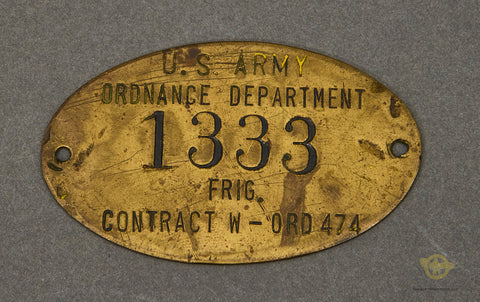 U.S ARMY
ORDNANCE DEPARTMENT
1333
FRIG.
CONTRACT W-ORD 474